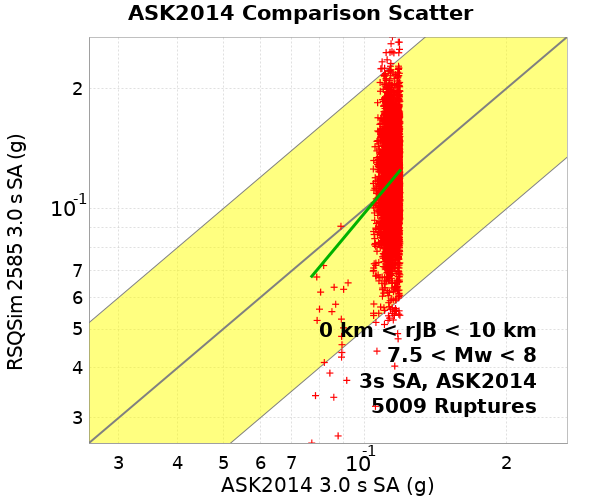 ASK2014 Comparison Scatter
RSQSim 2585 3.0 s SA (g)
2
10^-1
7
6
5
4
3
0 km < rJB < 10 km
7.5 < Mw < 8
3s SA, ASK2014
5009 Ruptures
3 4 5 6 7 10^-1 2
ASK2014 3.0 s SA (g)